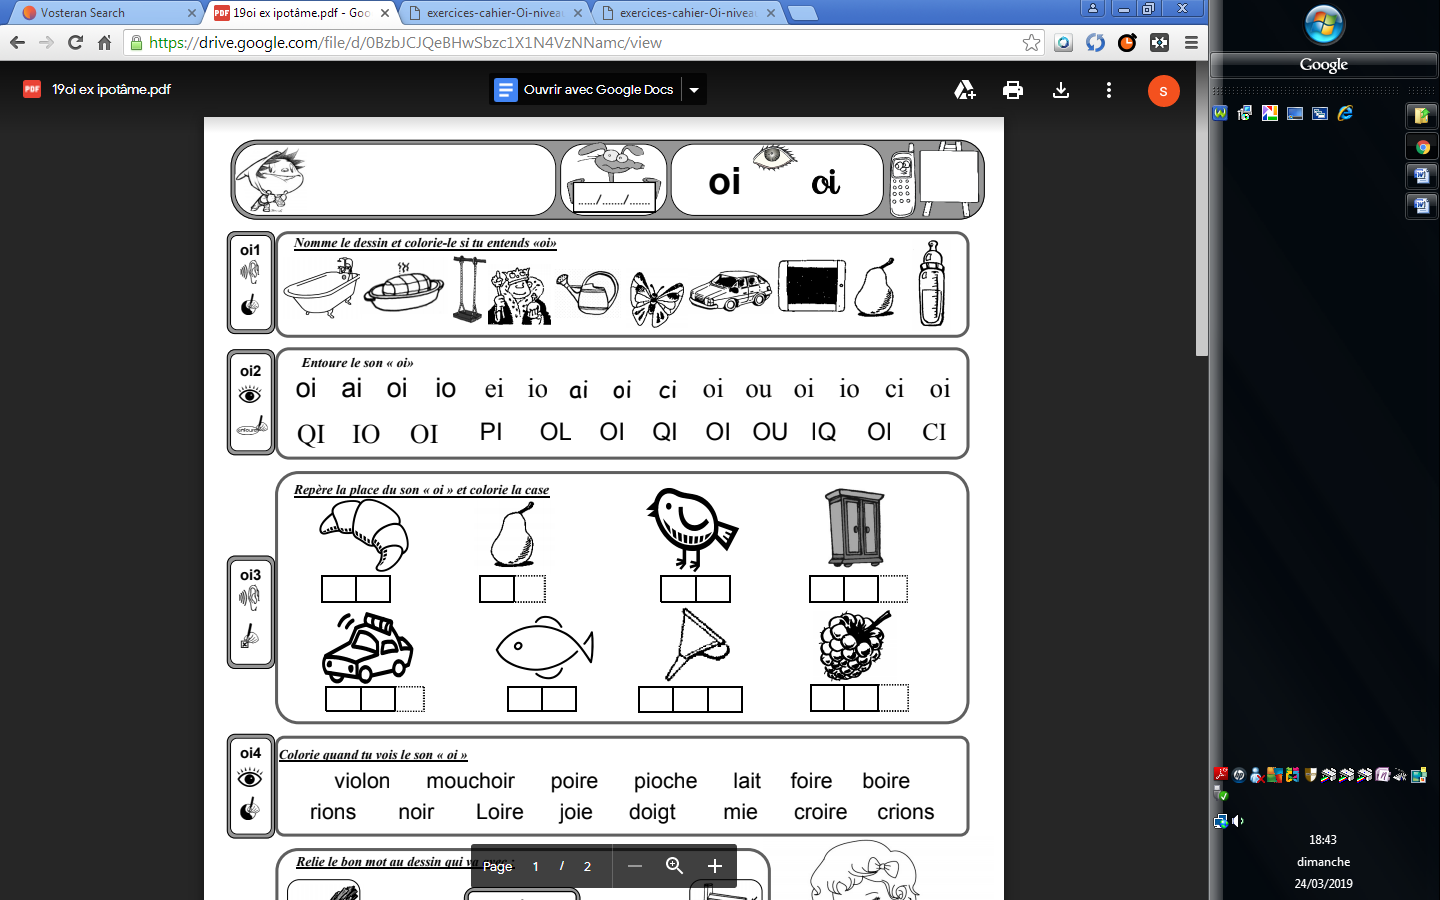 Vosteran Search
19oi ex ipotâme.pdf - Goo
exercices-cahier-Oi-nivea
exercices-cahier-Oi-nivea
https://drive.google.com/file/d/0BzbJCJQeBHwSbzc1X1N4VzNNamc/view
Google
PDF 19oi ex ipotâme.pdf
Ouvrir avec Google Docs
s
oi oi
...../....../.....
oi1
Nomme le dessin et colorie-le si tu entends «oi»
oi2
Entoure le son « oi»
oi ai oi io ei io ai oi ci oi ou oi io ci oi
QI IO OI PI OL OI QI OI OU IQ OI CI
entoure
Repère la place du son « oi » et colorie la case
oi3
oi4
Colorie quand tu vois le son « oi »
violon mouchoir poire pioche lait foire boire
rions noir Loire joie doigt mie croire crions
Relie le bon mot au dessin qui va
Page 1 / 2
18:43
dimanche
24/03/2019